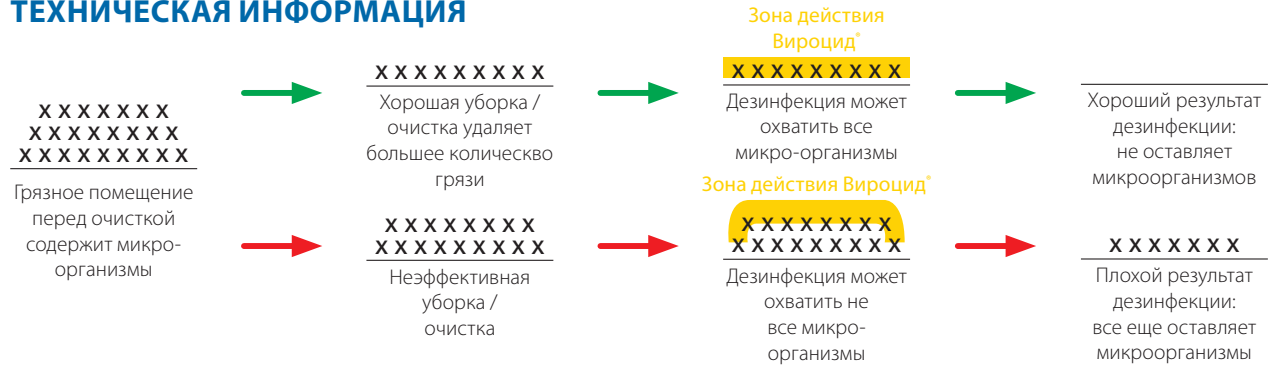 ТЕХНИЧЕСКАЯ ИНФОРМАЦИЯ
X X X X X X X
X X X X X X X X
X X X X X X X X X
Грязное помещение
перед очисткой
содержит микро-
организмы
X X X X X X X X X
Хорошая уборка /
очистка удаляет
большее колическво
грязи
Зона действия
Вироцид®
X X X X X X X X X
Дезинфекция может
охватить все
микро-организмы
Хороший результат
дезинфекции:
не оставляет
микроорганизмов
X X X X X X X X
X X X X X X X X X
Неэффективная
уборка /
очистка
Зона действия Вироцид®
X X X X X X X X
X X X X X X X X X
Дезинфекция может
охватить не
все микро-
организмы
X X X X X X X
Плохой результат
дезинфекции:
все еще оставляет
микроорганизмы